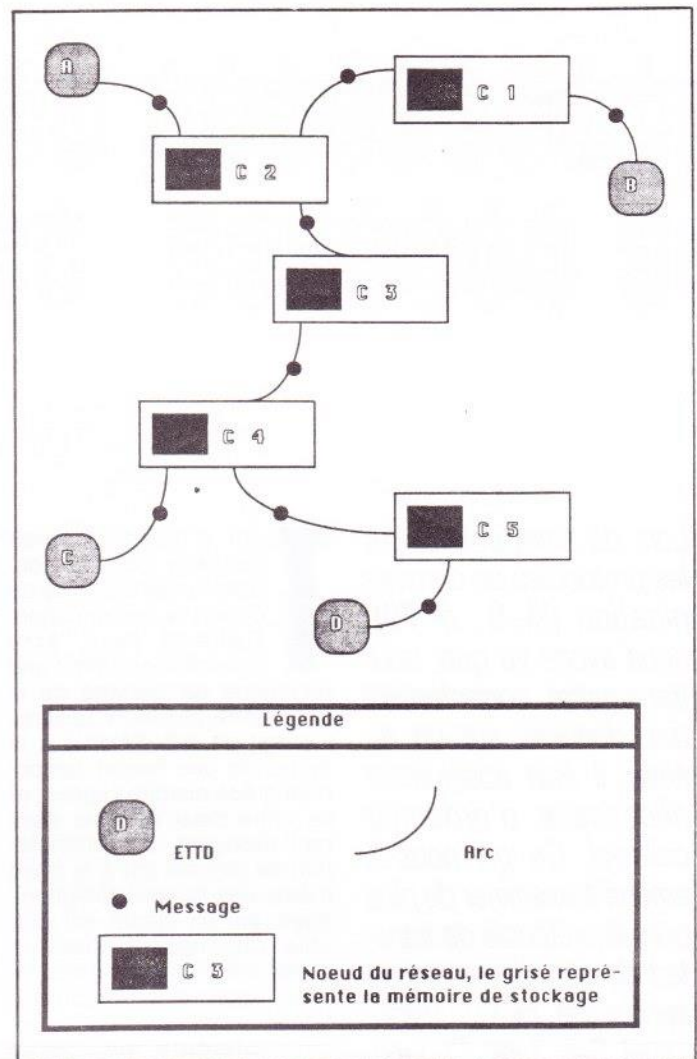 A
C 1
C 2
B
C 3
C 4
C 5
C
D
Légende
D
ETTD
Arc
Message
C 3
Noeud du réseau, le grisé repré-
sente la mémoire de stockage